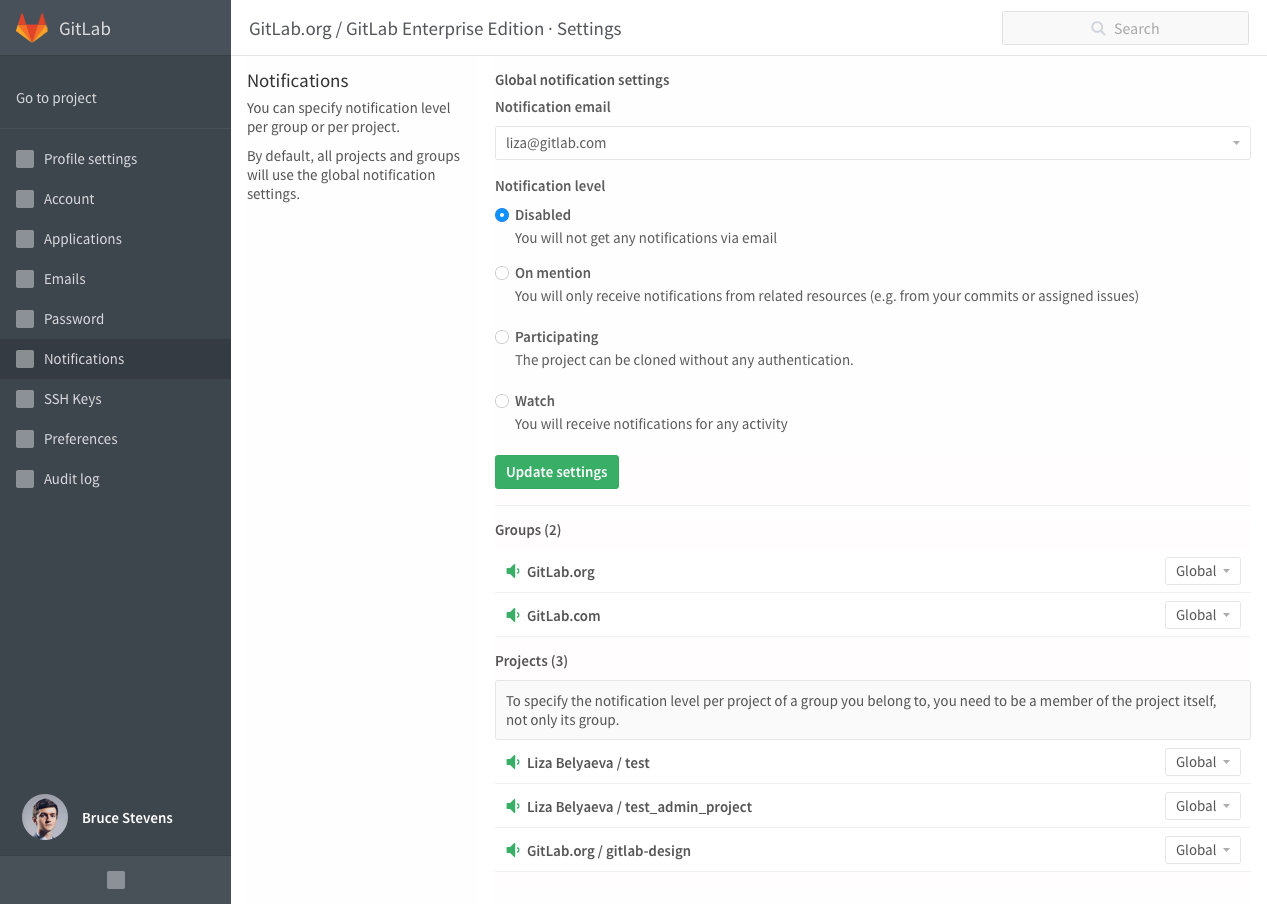 GitLab
GitLab.org / GitLab Enterprise Edition · Settings
Search
Go to project
Profile settings
Account
Applications
Emails
Password
Notifications
SSH Keys
Preferences
Audit log
Bruce Stevens
Notifications
You can specify notification level
per group or per project.
By default, all projects and groups
will use the global notification
settings.
Global notification settings
Notification email
liza@gitlab.com
Notification level
Disabled
You will not get any notifications via email
On mention
You will only receive notifications from related resources (e.g. from your commits or assigned issues)
Participating
The project can be cloned without any authentication.
Watch
You will receive notifications for any activity
Update settings
Groups (2)
GitLab.org Global
GitLab.com Global
Projects (3)
To specify the notification level per project of a group you belong to, you need to be a member of the project itself,
not only its group.
Liza Belyaeva / test Global
Liza Belyaeva / test_admin_project Global
GitLab.org / gitlab-design Global